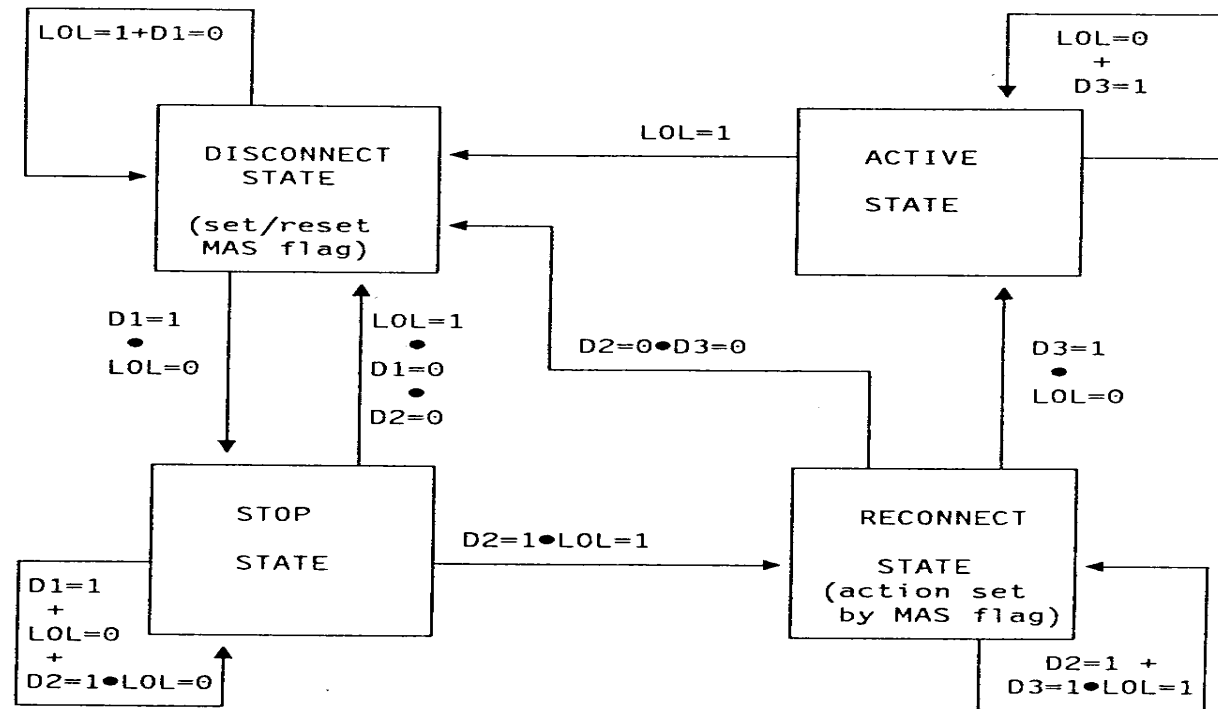 LOL=1+D1=0
DISCONNECT
STATE
(set/reset
MAS flag)
LOL=1
ACTIVE
STATE
LOL=0
+
D3=1
D1=1
●
LOL=0
LOL=1
●
D1=0
●
D2=0
D2=0●D3=0
D3=1
●
LOL=0
STOP
STATE
D2=1●LOL=1
RECONNECT
STATE
(action set
by MAS flag)
D1=1
+
LOL=0
+
D2=1●LOL=0
D2=1 +
D3=1●LOL=1